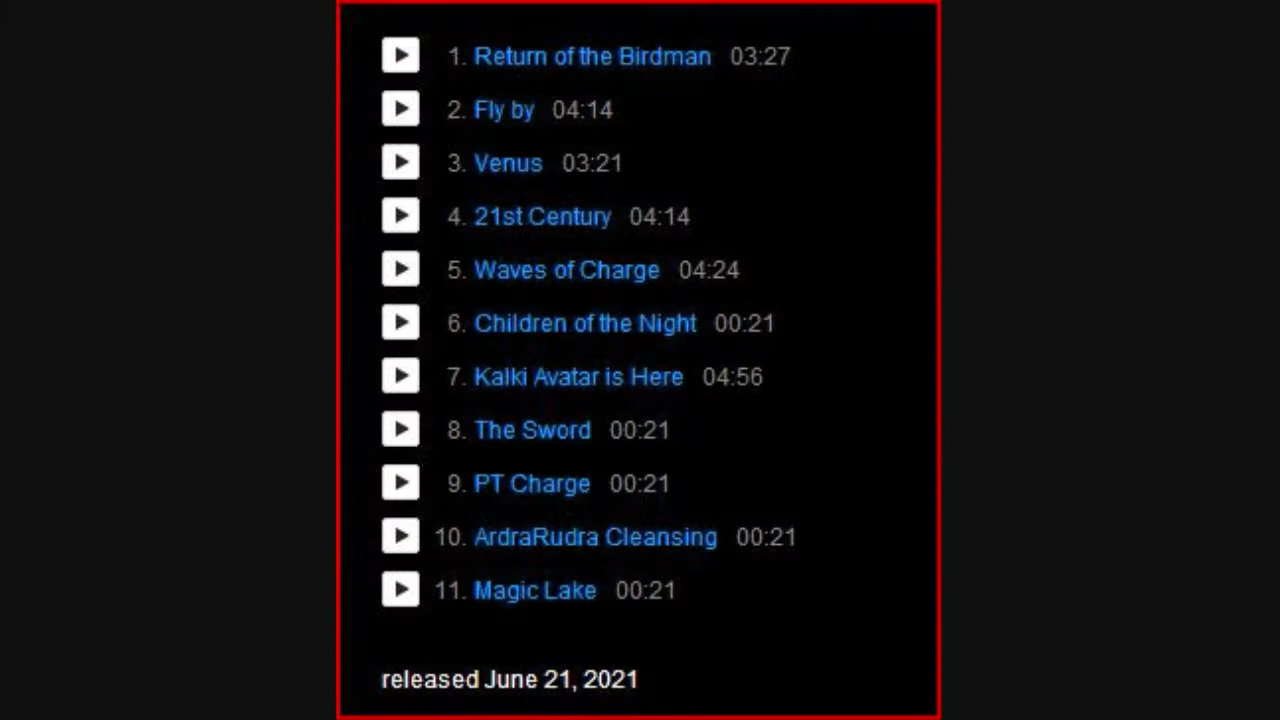 1. Return of the Birdman 03:27
2. Fly by 04:14
3. Venus 03:21
4. 21st Century 04:14
5. Waves of Charge 04:24
6. Children of the Night 00:21
7. Kalki Avatar is Here 04:56
8. The Sword 00:21
9. PT Charge 00:21
10. ArdraRudra Cleansing 00:21
11. Magic Lake 00:21
released June 21, 2021